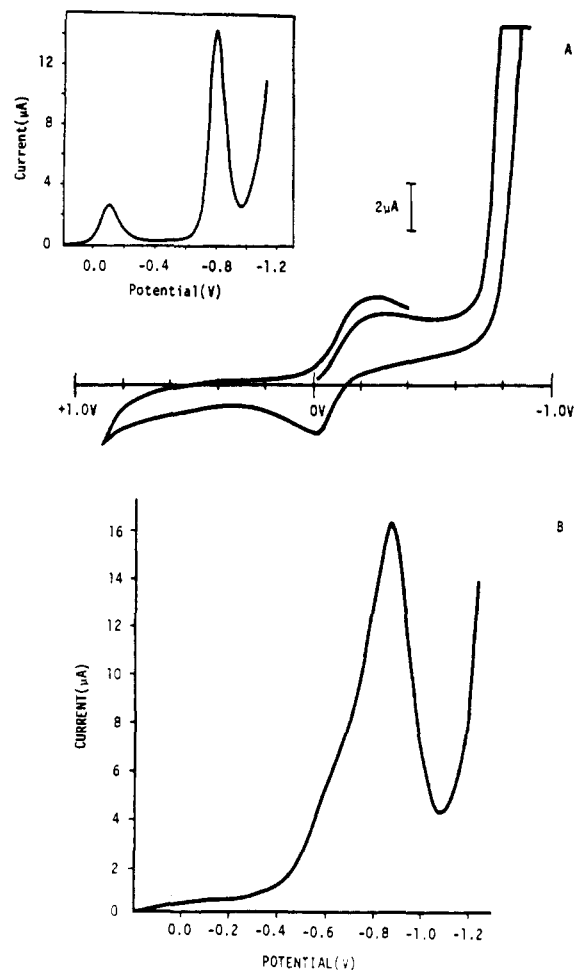 A
Current(μA)
12
8
4
0
0.0 -0.4 -0.8 -1.2
Potential(V)
2μA
+1.0V 0V -1.0V
B
CURRENT(μA)
16
14
12
10
8
6
4
2
0
0.0 -0.2 -0.4 -0.6 -0.8 -1.0 -1.2
POTENTIAL(V)